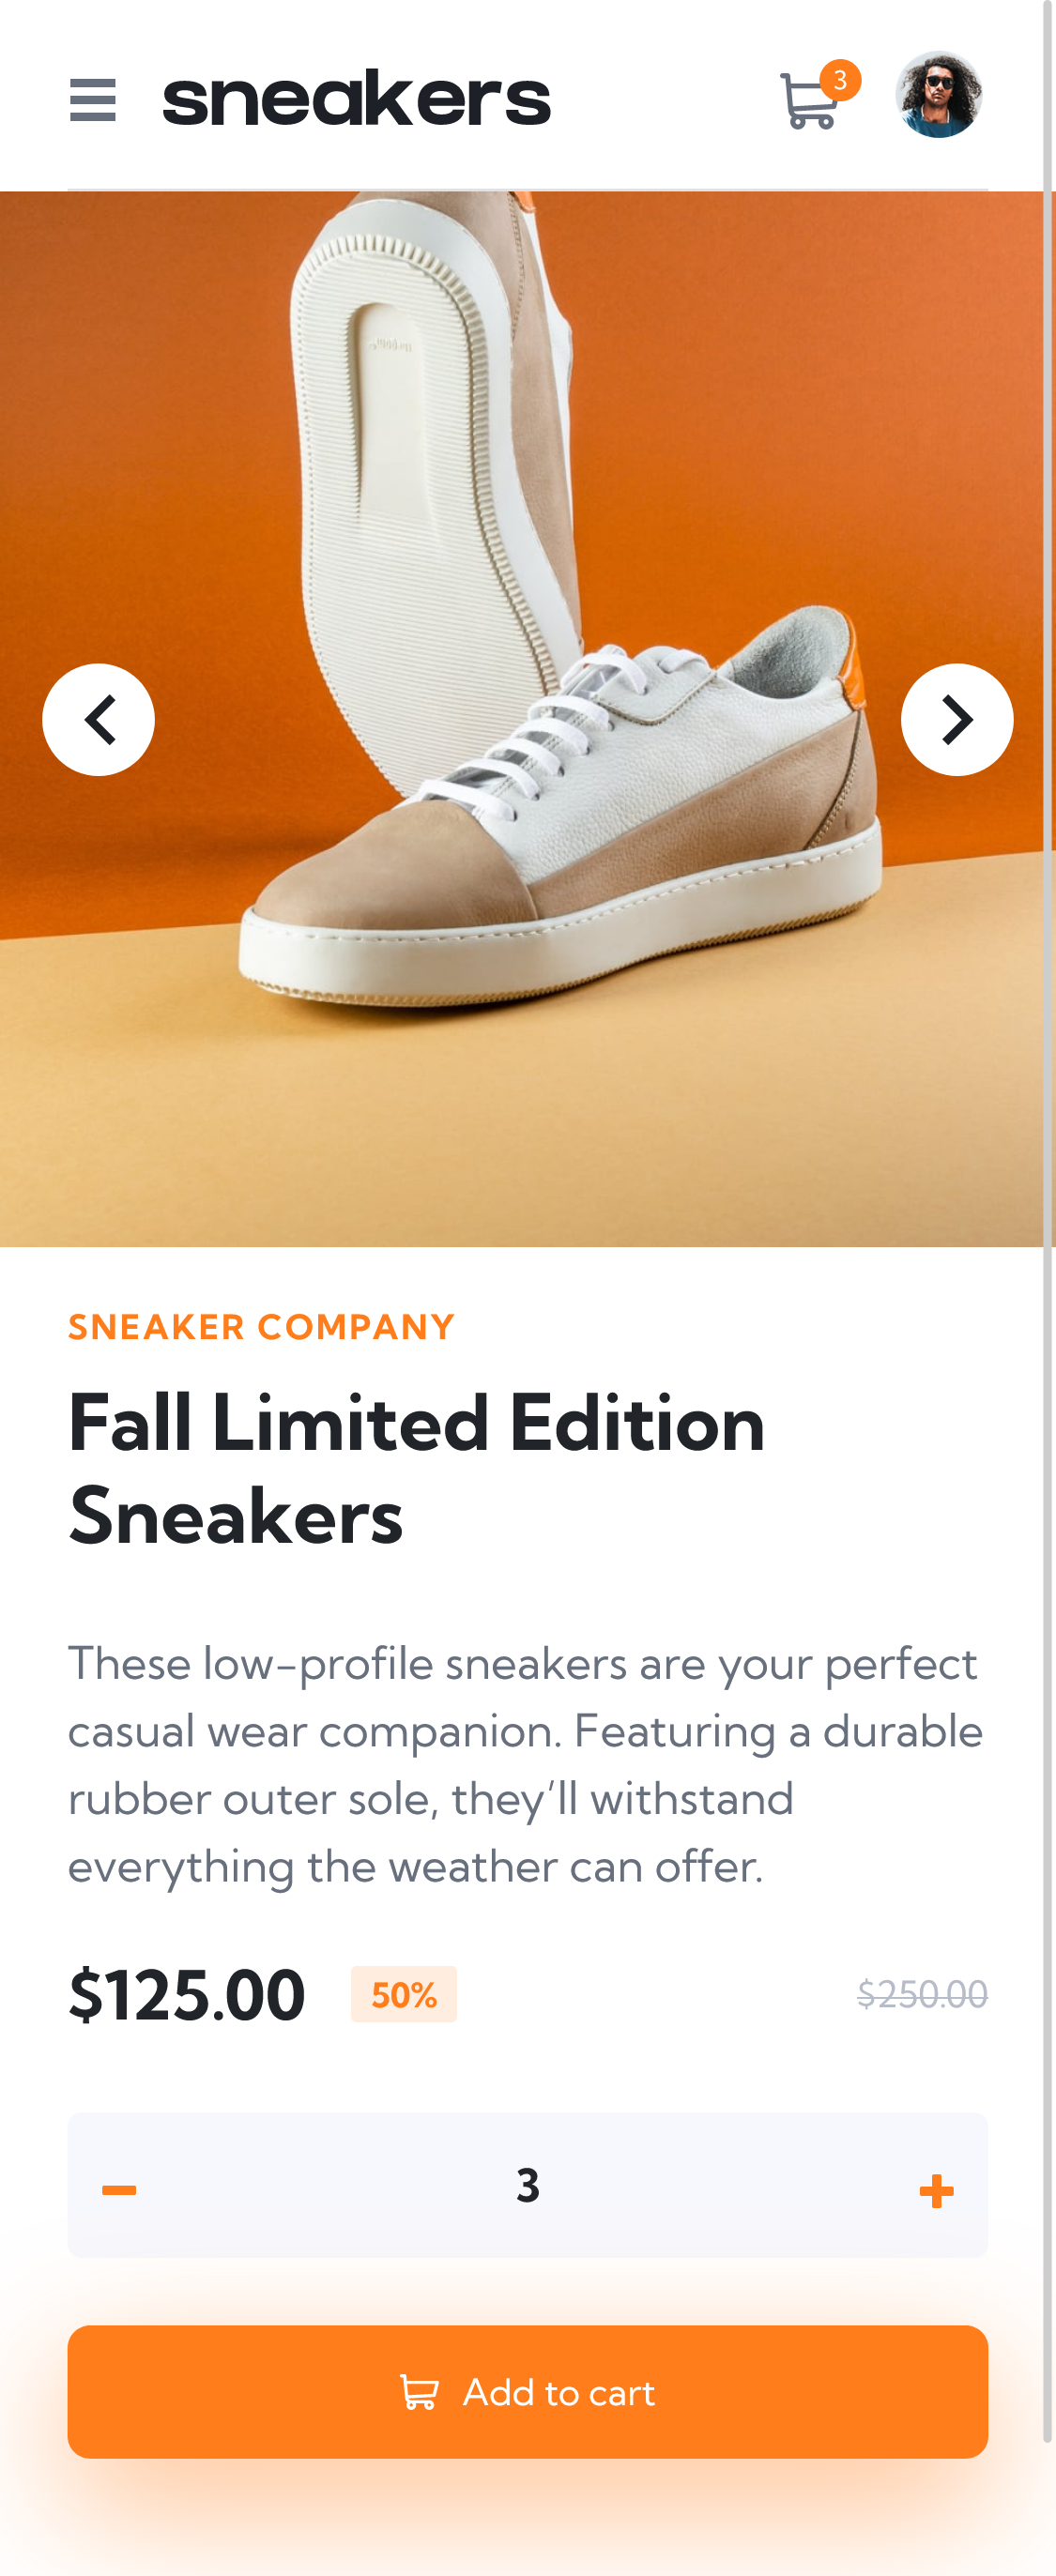 sneakers
3
SNEAKER COMPANY
Fall Limited Edition
Sneakers
These low-profile sneakers are your perfect
casual wear companion. Featuring a durable
rubber outer sole, they’ll withstand
everything the weather can offer.
$125.00 50% $250.00
3
Add to cart